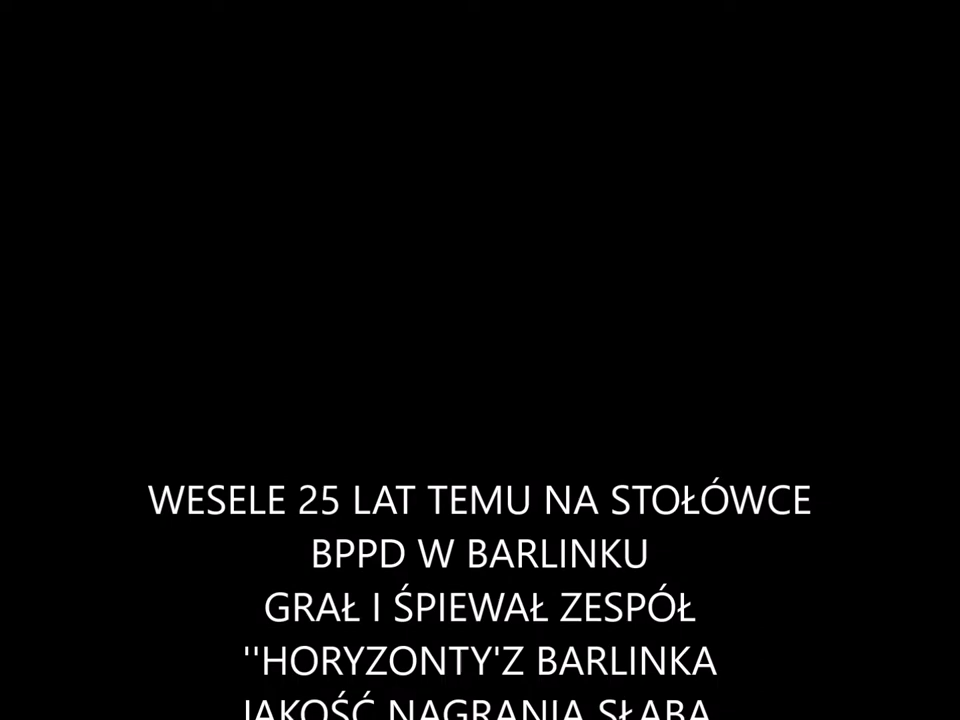 WESELE 25 LAT TEMU NA STOŁÓWCE
BPPD W BARLINKU
GRAŁ I ŚPIEWAŁ ZESPÓŁ
''HORYZONTY'Z BARLINKA
JAKOŚĆ NAGRANIA SŁABA